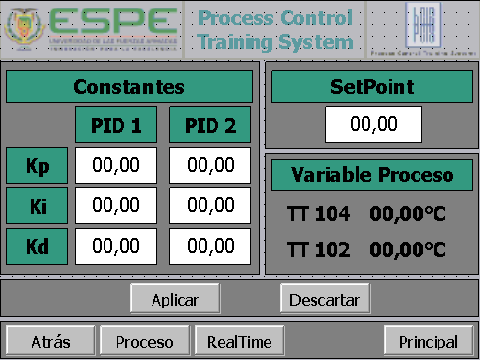 ESPE
Process Control
Training System
Constantes
PID 1 PID 2
Kp 00,00 00,00
Ki 00,00 00,00
Kd 00,00 00,00
SetPoint
00,00
Variable Proceso
TT 104 00,00°C
TT 102 00,00°C
Aplicar Descartar
Atrás Proceso RealTime Principal